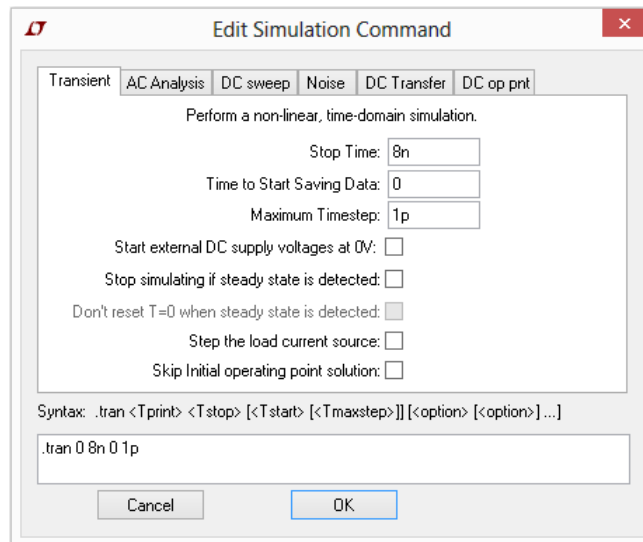 Edit Simulation Command
Transient AC Analysis DC sweep Noise DC Transfer DC op pnt
Perform a non-linear, time-domain simulation.
Stop Time: 8n
Time to Start Saving Data: 0
Maximum Timestep: 1p
Start external DC supply voltages at 0V:
Stop simulating if steady state is detected:
Don't reset T=0 when steady state is detected:
Step the load current source:
Skip Initial operating point solution:
Syntax: .tran <Tprint> <Tstop> [<Tstart> [<Tmaxstep>]] [<option> [<option>] ...]
.tran 0 8n 0 1p
Cancel OK